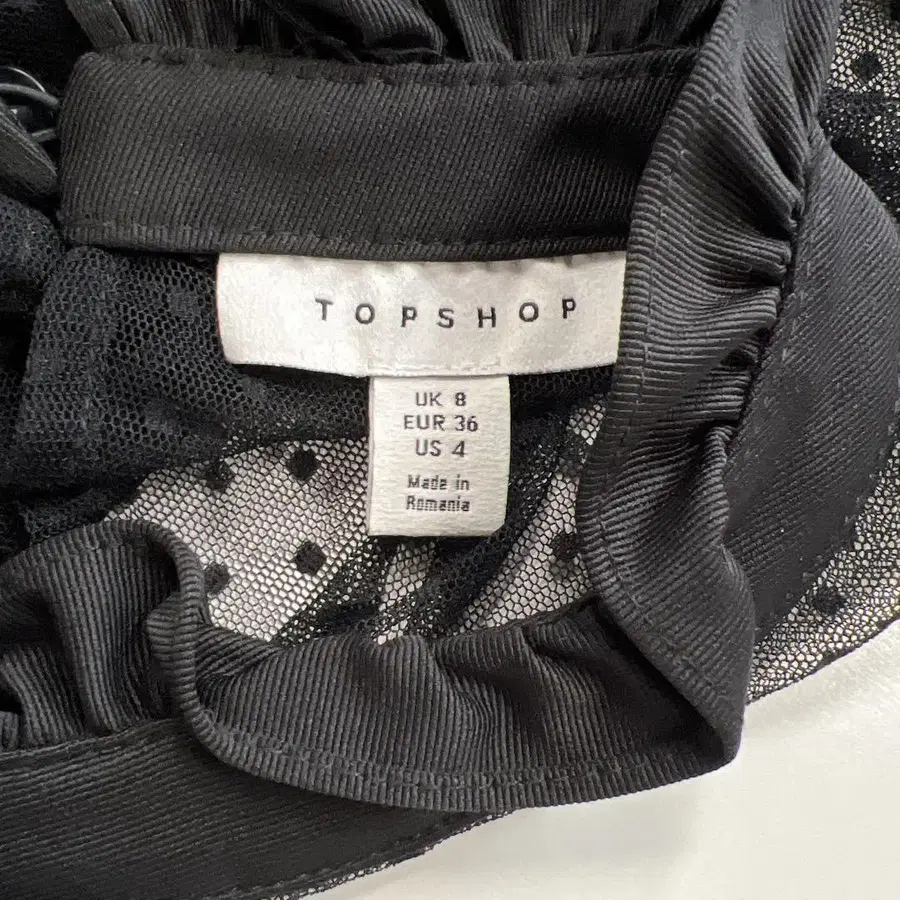 TOPSHOP
UK 8
EUR 36
US 4
Made in
Romania